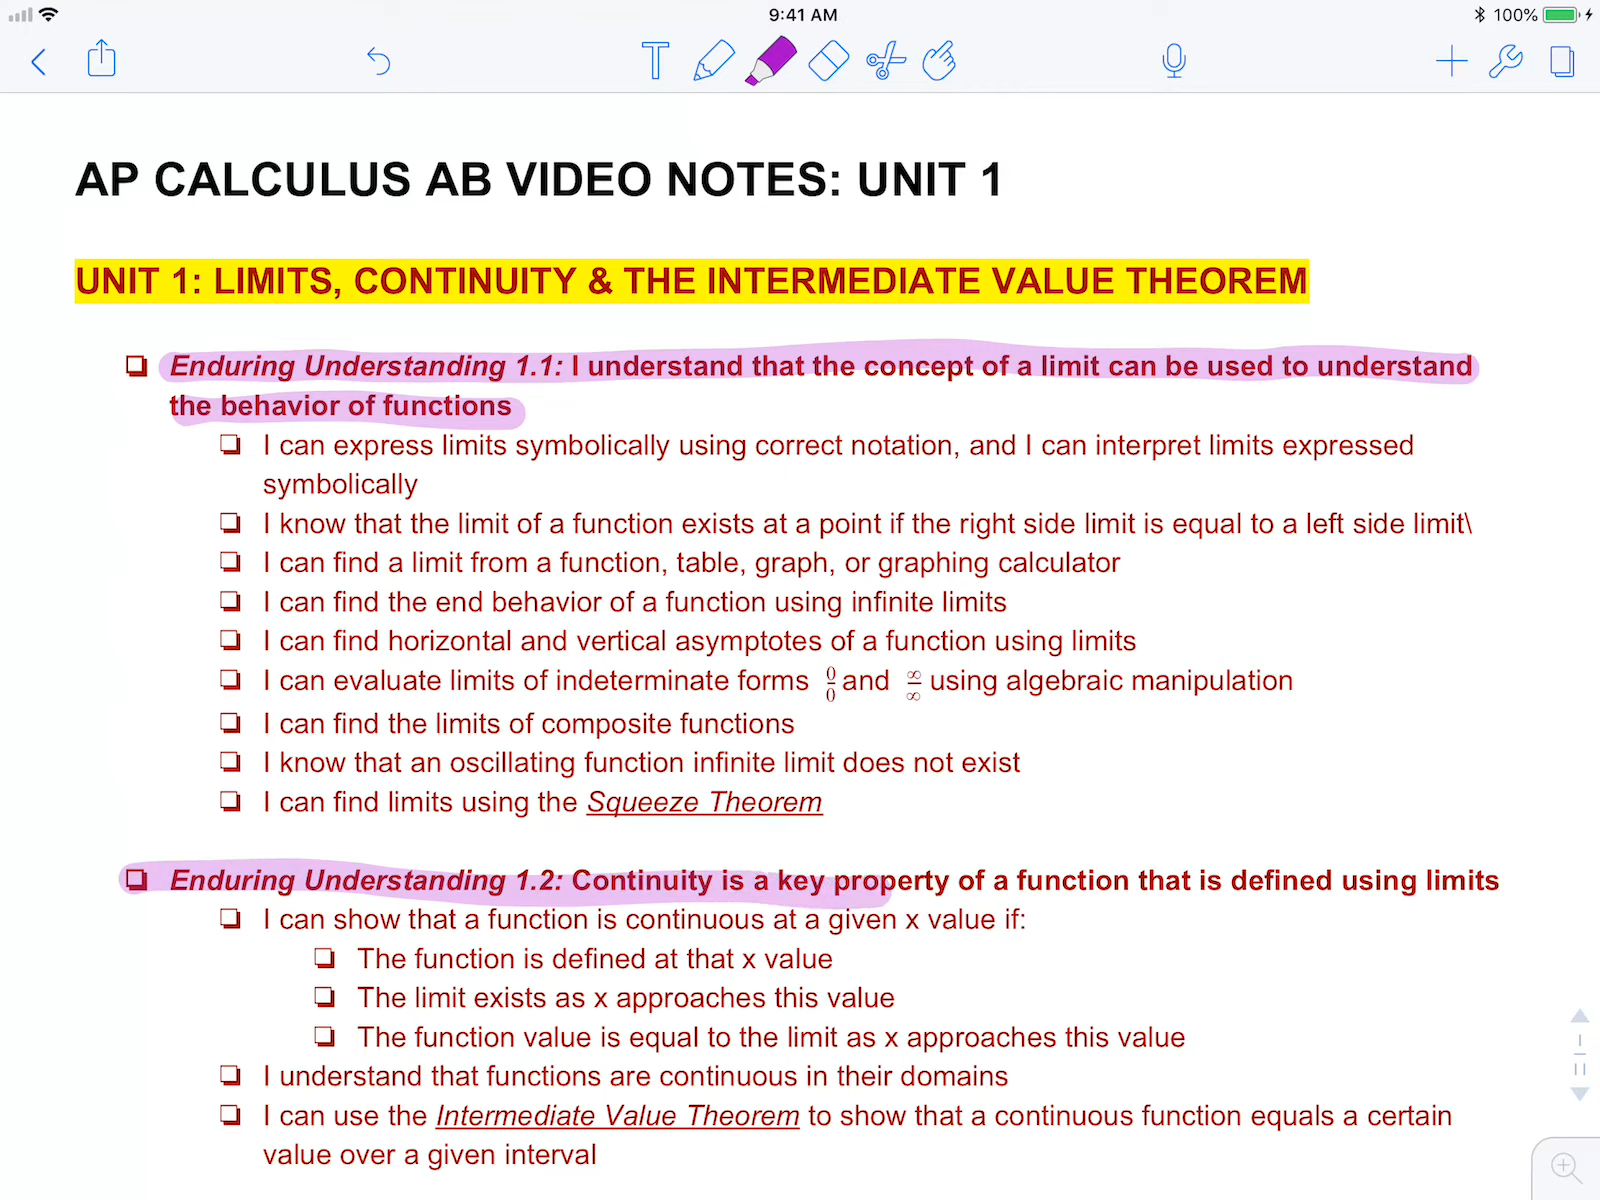 9:41 AM
100%
AP CALCULUS AB VIDEO NOTES: UNIT 1
UNIT 1: LIMITS, CONTINUITY & THE INTERMEDIATE VALUE THEOREM
❏ Enduring Understanding 1.1: I understand that the concept of a limit can be used to understand
the behavior of functions
❏ I can express limits symbolically using correct notation, and I can interpret limits expressed
symbolically
❏ I know that the limit of a function exists at a point if the right side limit is equal to a left side limit\
❏ I can find a limit from a function, table, graph, or graphing calculator
❏ I can find the end behavior of a function using infinite limits
❏ I can find horizontal and vertical asymptotes of a function using limits
❏ I can evaluate limits of indeterminate forms 0/0 and ∞/∞ using algebraic manipulation
❏ I can find the limits of composite functions
❏ I know that an oscillating function infinite limit does not exist
❏ I can find limits using the Squeeze Theorem
❏ Enduring Understanding 1.2: Continuity is a key property of a function that is defined using limits
❏ I can show that a function is continuous at a given x value if:
❏ The function is defined at that x value
❏ The limit exists as x approaches this value
❏ The function value is equal to the limit as x approaches this value
❏ I understand that functions are continuous in their domains
❏ I can use the Intermediate Value Theorem to show that a continuous function equals a certain
value over a given interval